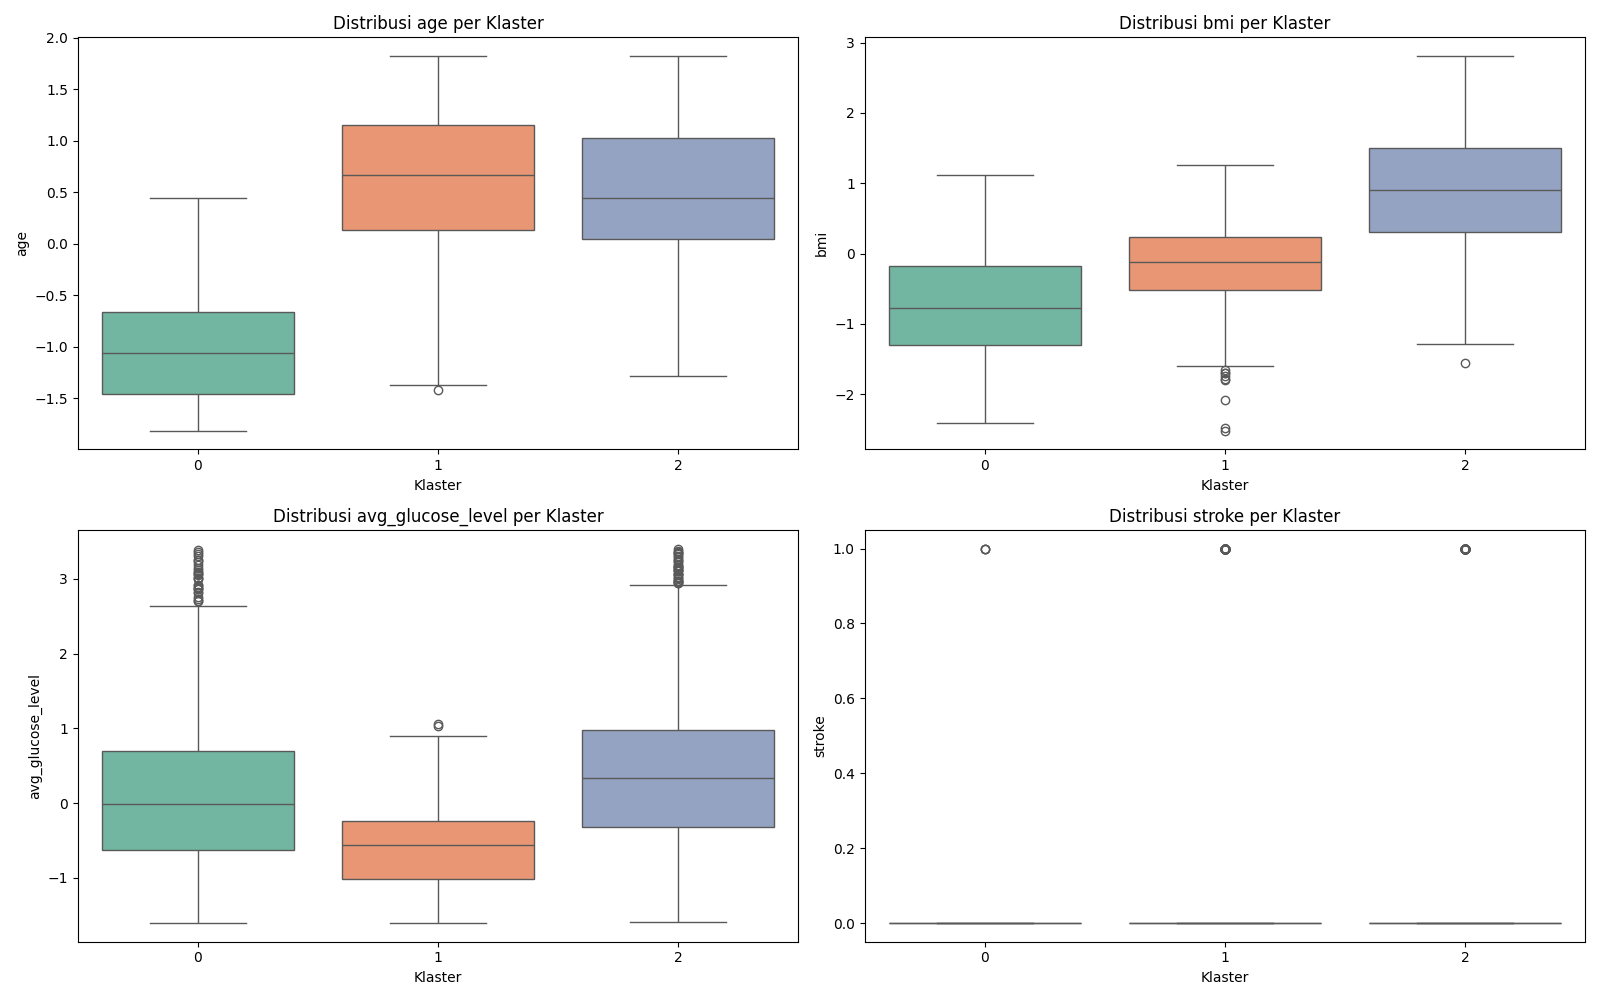 Distribusi age per Klaster
2.0
1.5
1.0
0.5
0.0
−0.5
−1.0
−1.5
age
0 1 2
Klaster
Distribusi bmi per Klaster
3
2
1
0
−1
−2
bmi
0 1 2
Klaster
Distribusi avg_glucose_level per Klaster
3
2
1
0
−1
avg_glucose_level
0 1 2
Klaster
Distribusi stroke per Klaster
1.0
0.8
0.6
0.4
0.2
0.0
stroke
0 1 2
Klaster